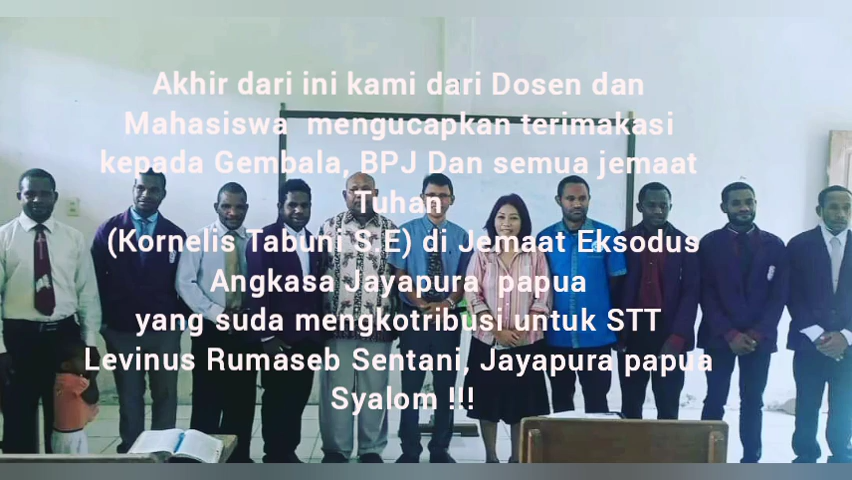 Akhir dari ini kami dari Dosen dan
Mahasiswa mengucapkan terimakasi
kepada Gembala, BPJ Dan semua jemaat
Tuhan
(Kornelis Tabuni S.E) di Jemaat Eksodus
Angkasa Jayapura papua
yang suda mengkotribusi untuk STT
Levinus Rumaseb Sentani, Jayapura papua
Syalom !!!